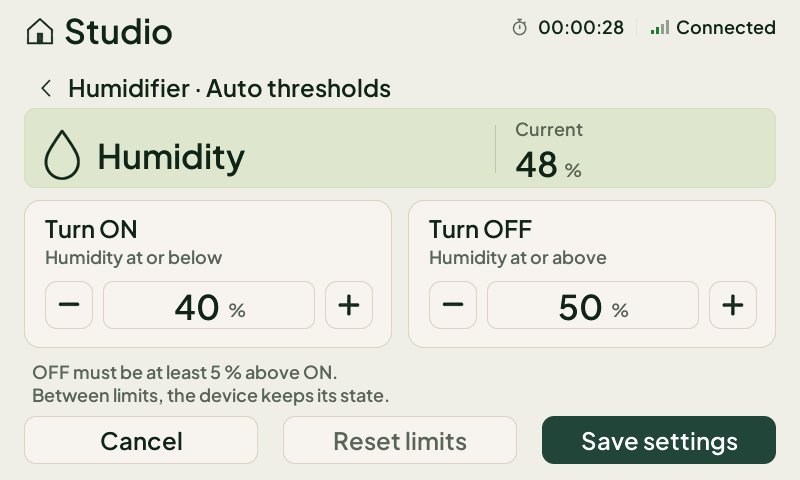 Studio
00:00:28
Connected
Humidifier · Auto thresholds
Humidity
Current
48 %
Turn ON
Humidity at or below
− 40 % +
Turn OFF
Humidity at or above
− 50 % +
OFF must be at least 5 % above ON.
Between limits, the device keeps its state.
Cancel
Reset limits
Save settings